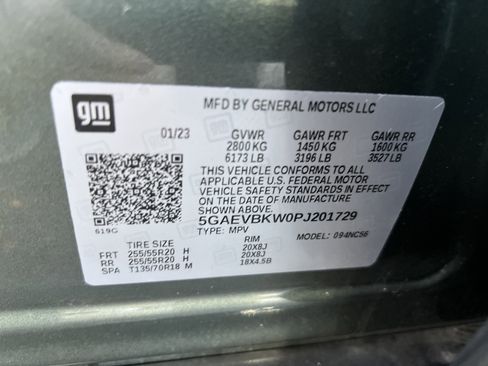 gm
MFD BY GENERAL MOTORS LLC
01/23 GVWR GAWR FRT GAWR RR
2800 KG 1450 KG 1600 KG
6173 LB 3196 LB 3527 LB
THIS VEHICLE CONFORMS TO ALL
APPLICABLE U.S. FEDERAL MOTOR
VEHICLE SAFETY STANDARDS IN EFFECT
ON THE DATE OF MANUFACTURE
SHOWN ABOVE.
5GAEVBKW0PJ201729
619G
TYPE: MPV MODEL: 094NC56
TIRE SIZE RIM
FRT 255/55R20 H 20X8J
RR 255/55R20 H 20X8J
SPA T135/70R18 M 18X4.5B